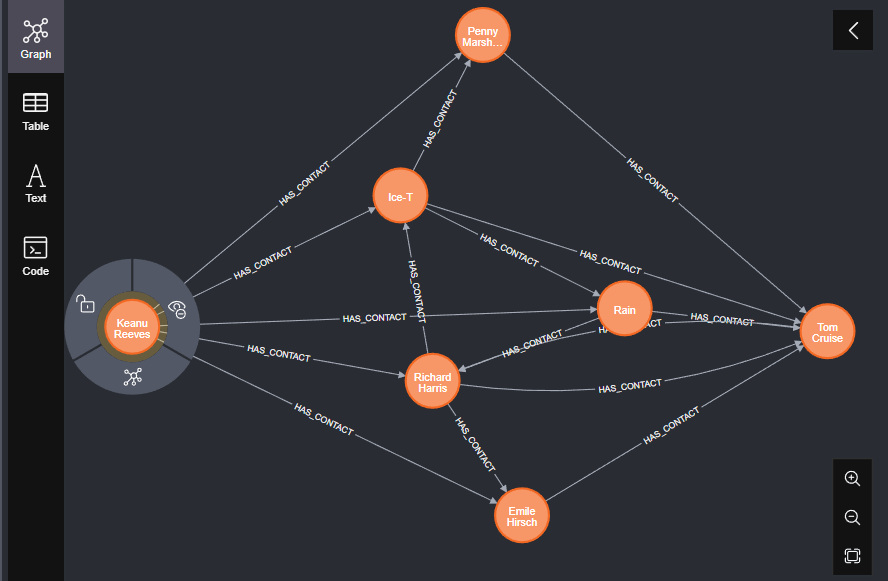 Graph
Table
Text
Code
Penny
Marsh...
HAS_CONTACT
HAS_CONTACT
HAS_CONTACT
Ice-T
HAS_CONTACT
HAS_CONTACT
HAS_CONTACT
HAS_CONTACT
Keanu
Reeves
HAS_CONTACT
Rain
HAS_CONTACT
Tom
Cruise
HAS_CONTACT
HAS_CONTACT
Richard
Harris
HAS_CONTACT
HAS_CONTACT
HAS_CONTACT
HAS_CONTACT
Emile
Hirsch